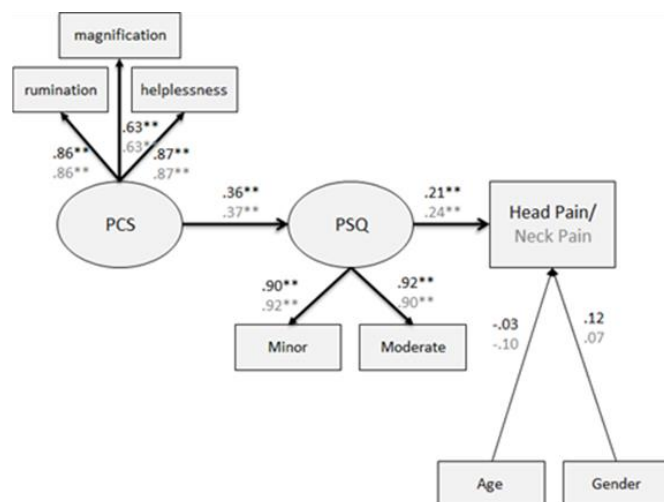 magnification
rumination
helplessness
.63**
.63**
.86**
.86**
.87**
.87**
PCS
.36**
.37**
PSQ
.21**
.24**
Head Pain/
Neck Pain
.90**
.92**
.92**
.90**
Minor
Moderate
-.03
-.10
.12
.07
Age
Gender